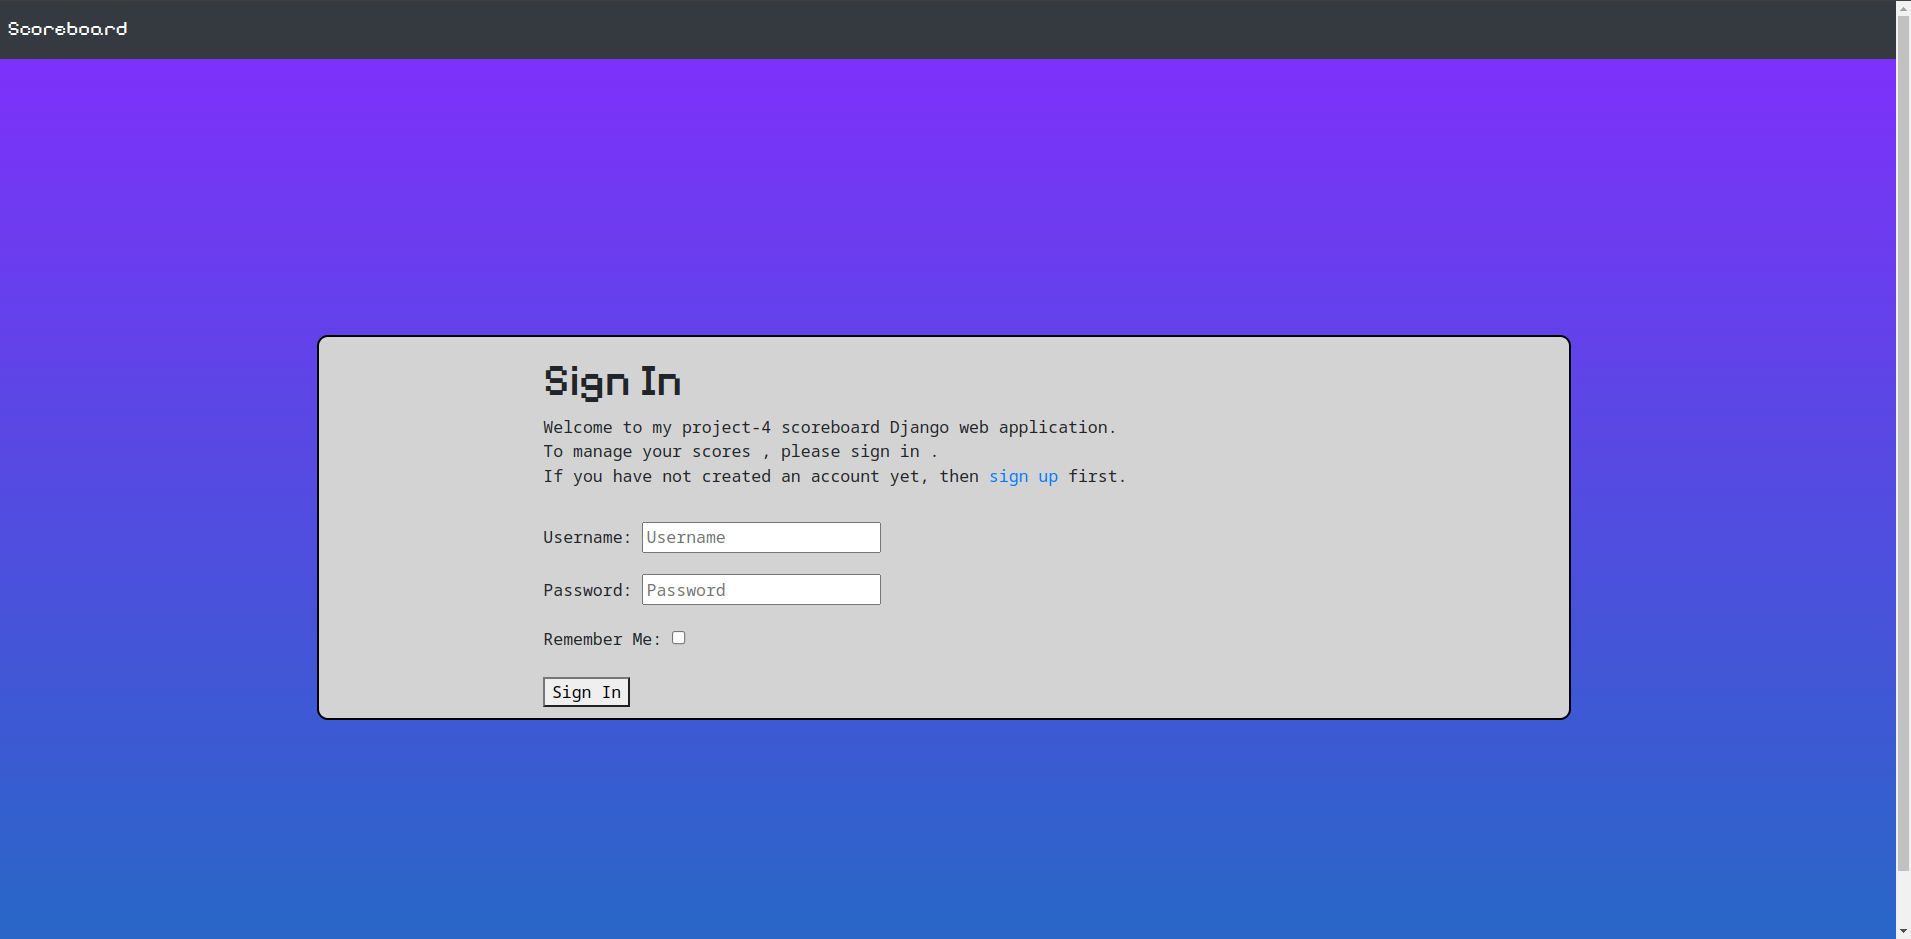 Scoreboard
Sign In
Welcome to my project-4 scoreboard Django web application.
To manage your scores , please sign in .
If you have not created an account yet, then sign up first.
Username: Username
Password: Password
Remember Me:
Sign In